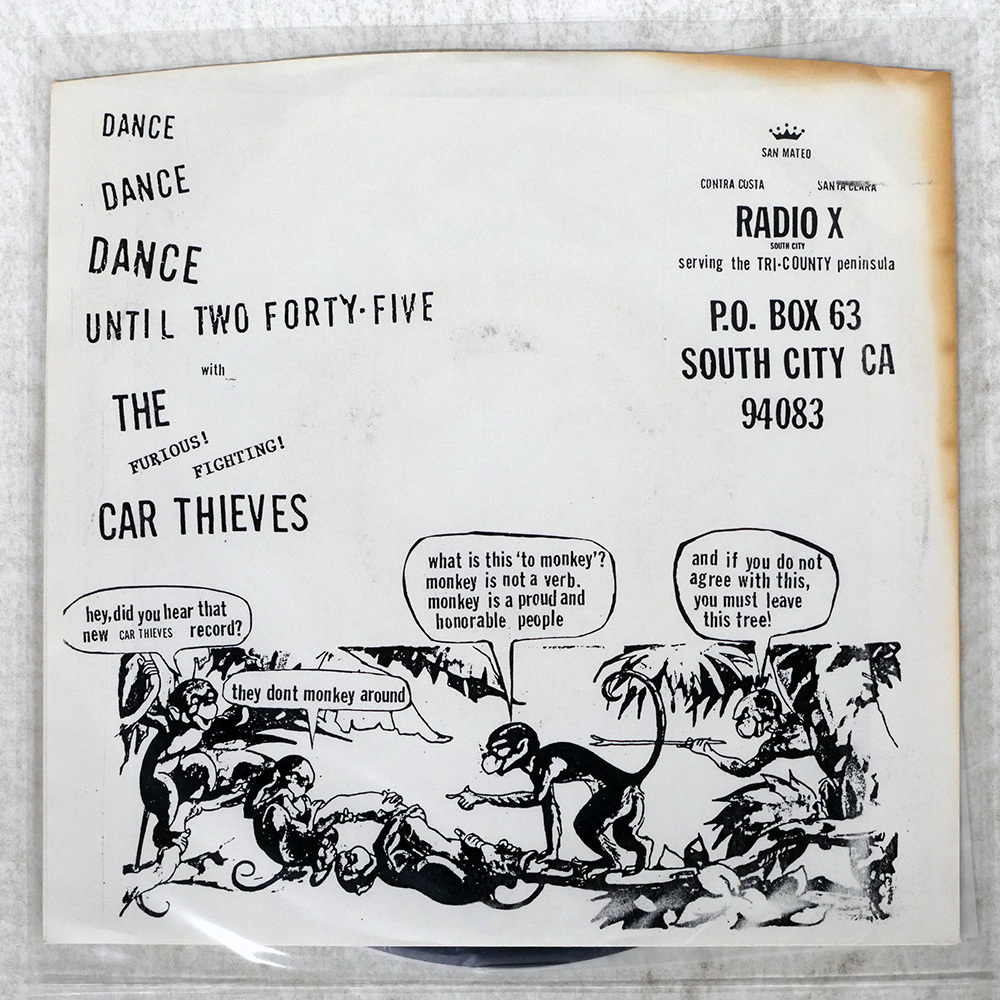 DANCE
DANCE
DANCE
UNTIL TWO FORTY-FIVE
with
THE
FURIOUS!
FIGHTING!
CAR THIEVES
SAN MATEO
CONTRA COSTA SANTA CLARA
RADIO X
SOUTH CITY
serving the TRI-COUNTY peninsula
P.O. BOX 63
SOUTH CITY CA
94083
hey, did you hear that
new CAR THIEVES record?
they dont monkey around
what is this 'to monkey'?
monkey is not a verb.
monkey is a proud and
honorable people
and if you do not
agree with this,
you must leave
this tree!